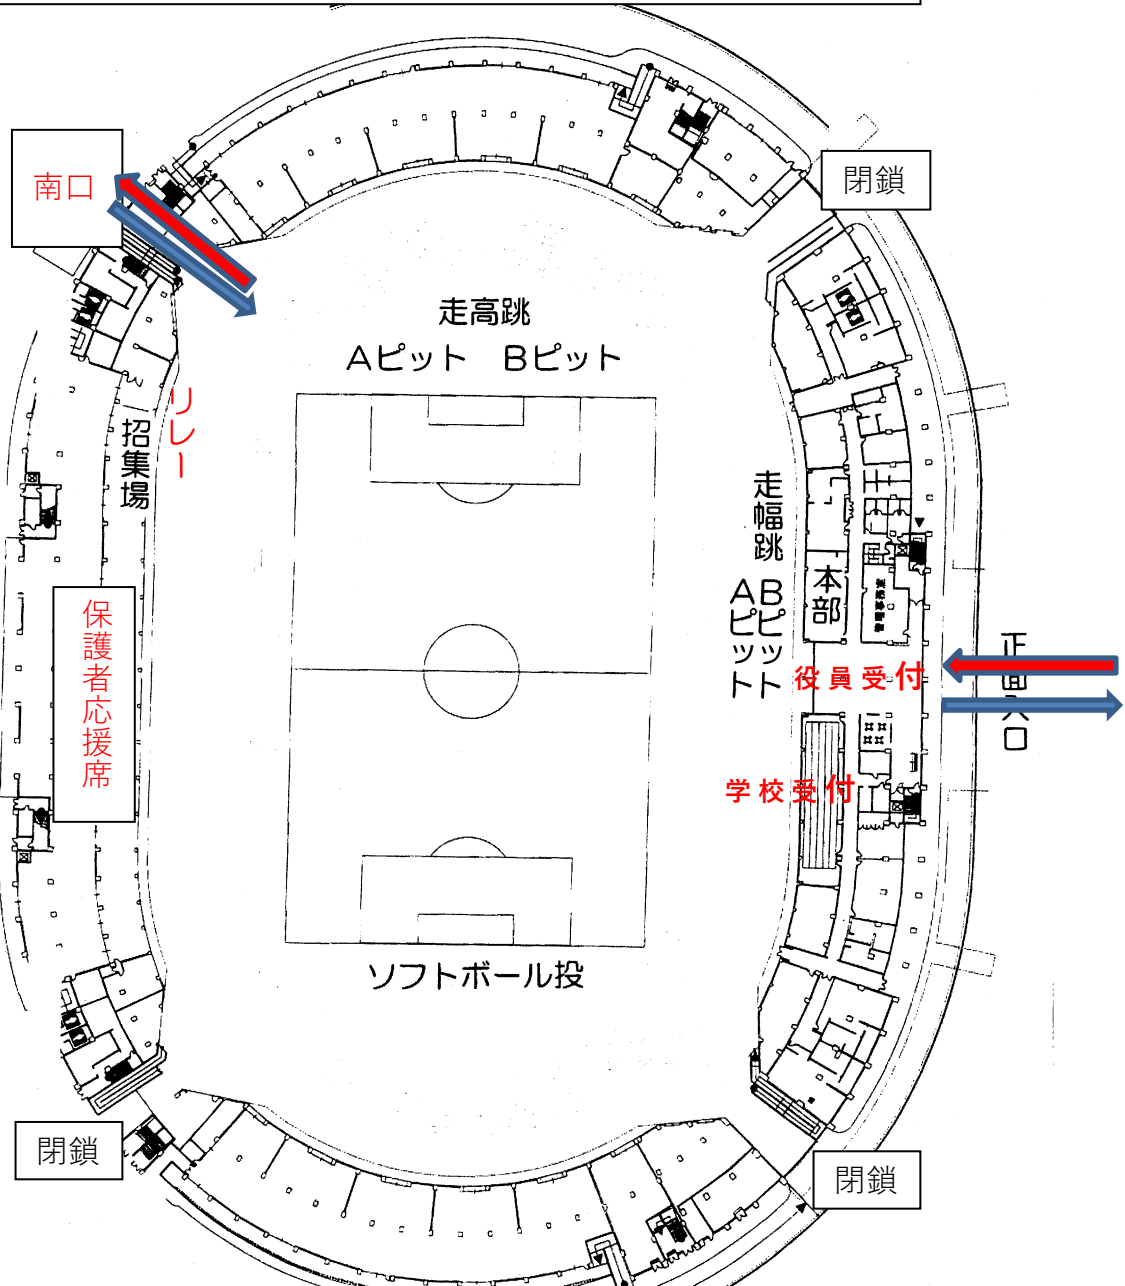 閉鎖
南口
走高跳
Aピット Bピット
リレー
招集場
走幅跳
Aピット
Bピット
本部
正面入口
保護者応援席
役員受付
学校受付
ソフトボール投
閉鎖
閉鎖